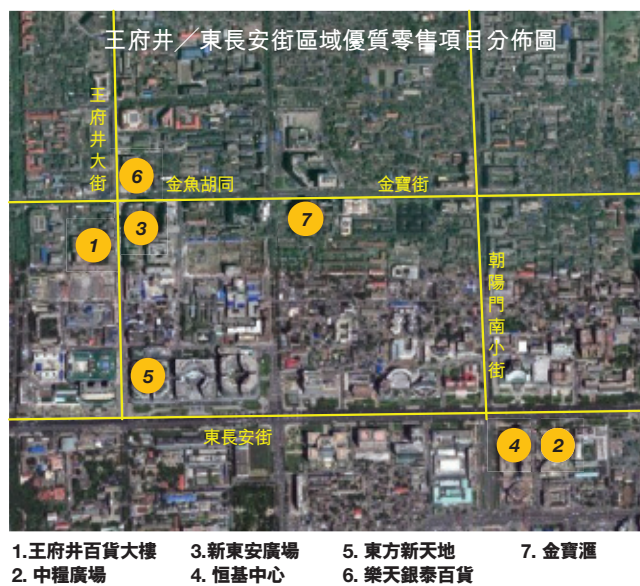 王府井／東長安街區域優質零售項目分佈圖
王府井大街
6
金魚胡同
金寶街
7
3
1
朝陽門南小街
5
東長安街
4
2
1.王府井百貨大樓 3.新東安廣場 5. 東方新天地 7. 金寶滙
2. 中糧廣場 4. 恒基中心 6. 樂天銀泰百貨